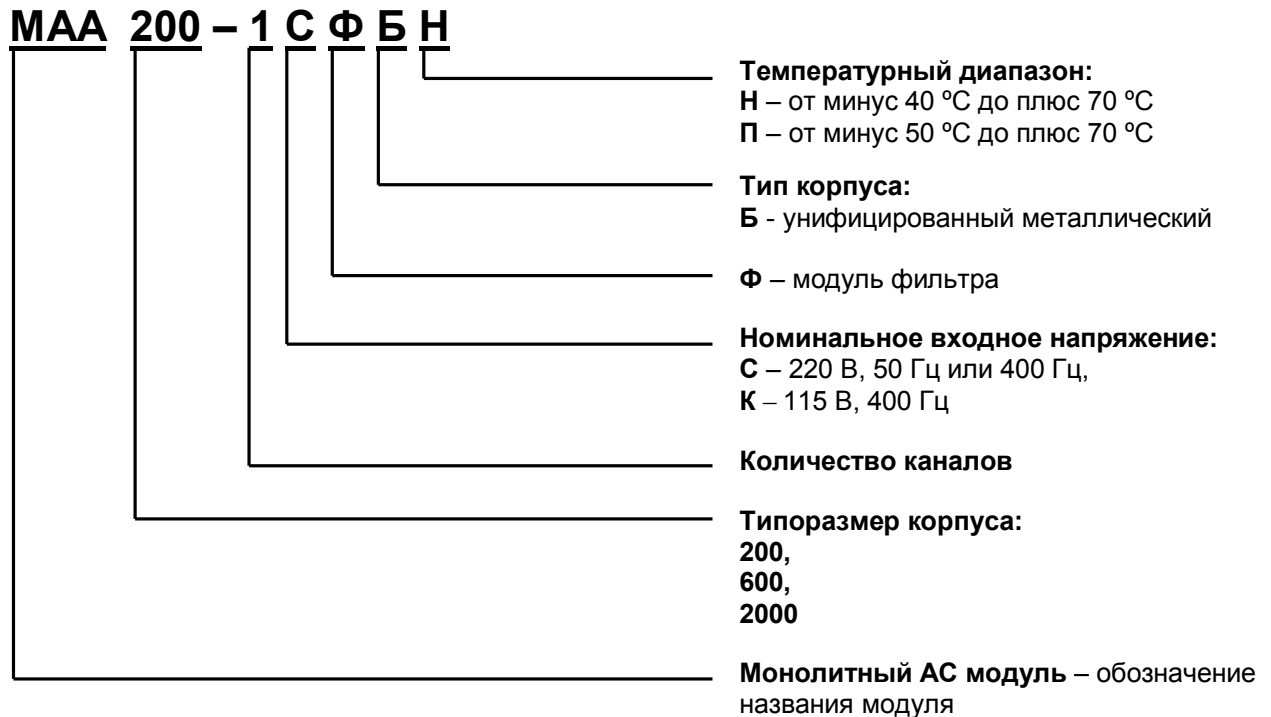 МАА 200 – 1 С Ф Б Н
Температурный диапазон:
Н – от минус 40 ºС до плюс 70 ºС
П – от минус 50 ºС до плюс 70 ºС
Тип корпуса:
Б - унифицированный металлический
Ф – модуль фильтра
Номинальное входное напряжение:
С – 220 В, 50 Гц или 400 Гц,
К – 115 В, 400 Гц
Количество каналов
Типоразмер корпуса:
200,
600,
2000
Монолитный АС модуль – обозначение
названия модуля